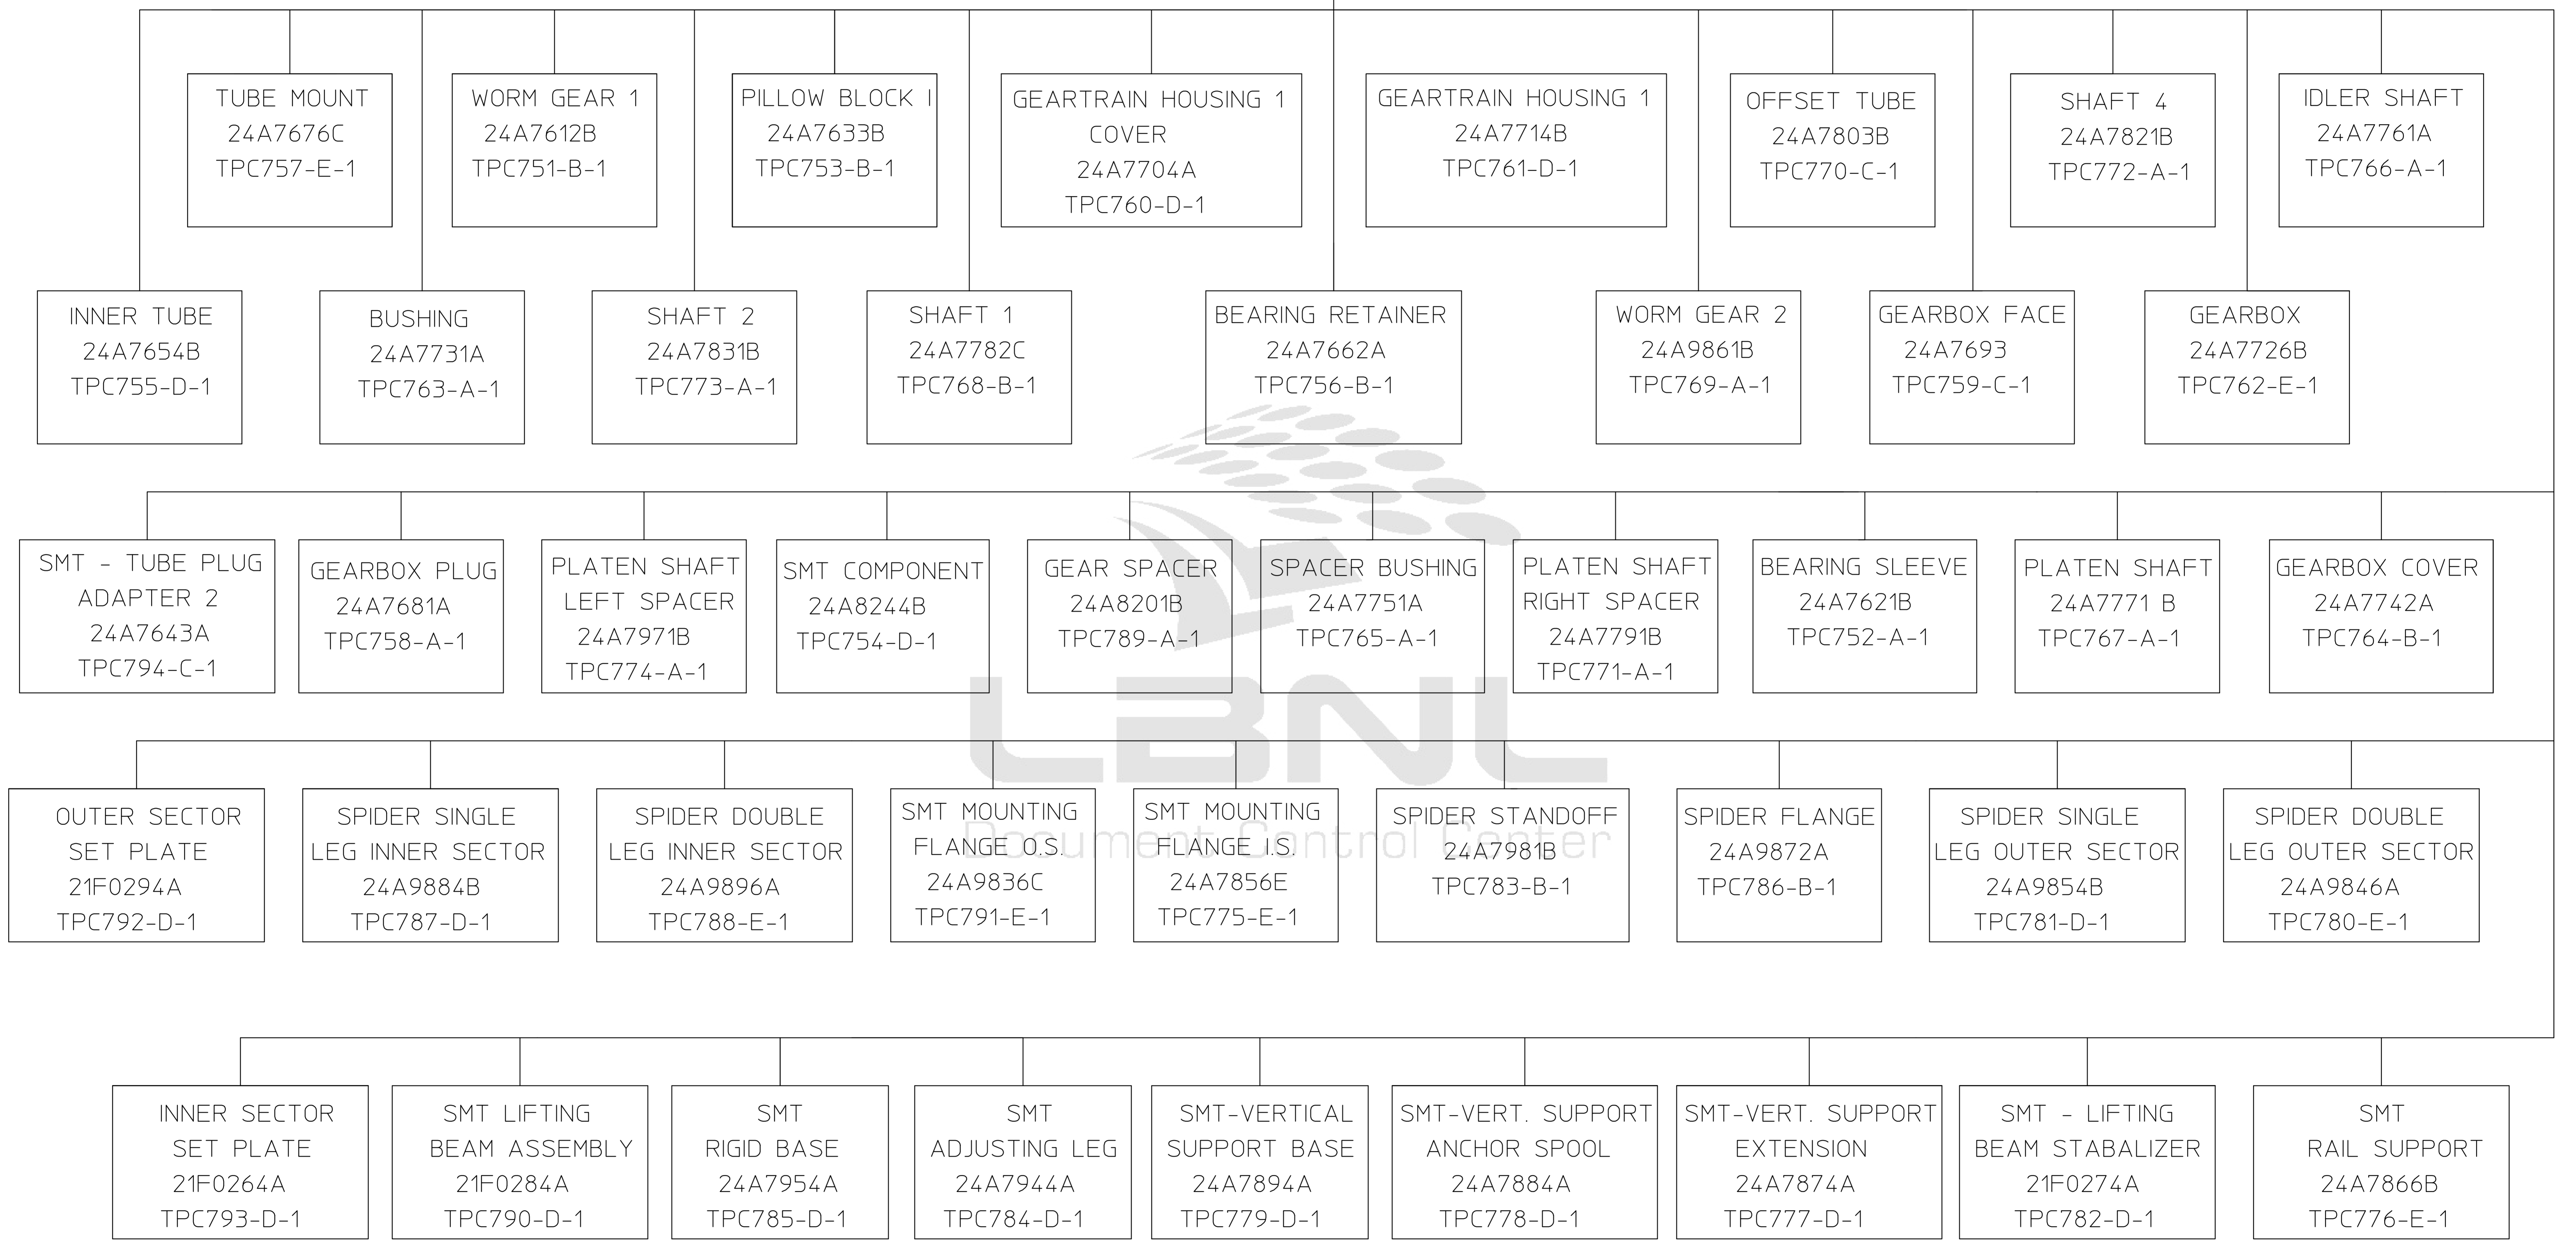 TUBE MOUNT
24A7676C
TPC757-E-1
WORM GEAR 1
24A7612B
TPC751-B-1
PILLOW BLOCK I
24A7633B
TPC753-B-1
GEARTRAIN HOUSING 1
COVER
24A7704A
TPC760-D-1
GEARTRAIN HOUSING 1
24A7714B
TPC761-D-1
OFFSET TUBE
24A7803B
TPC770-C-1
SHAFT 4
24A7821B
TPC772-A-1
IDLER SHAFT
24A7761A
TPC766-A-1
INNER TUBE
24A7654B
TPC755-D-1
BUSHING
24A7731A
TPC763-A-1
SHAFT 2
24A7831B
TPC773-A-1
SHAFT 1
24A7782C
TPC768-B-1
BEARING RETAINER
24A7662A
TPC756-B-1
WORM GEAR 2
24A9861B
TPC769-A-1
GEARBOX FACE
24A7693
TPC759-C-1
GEARBOX
24A7726B
TPC762-E-1
SMT - TUBE PLUG
ADAPTER 2
24A7643A
TPC794-C-1
GEARBOX PLUG
24A7681A
TPC758-A-1
PLATEN SHAFT
LEFT SPACER
24A7971B
TPC774-A-1
SMT COMPONENT
24A8244B
TPC754-D-1
GEAR SPACER
24A8201B
TPC789-A-1
SPACER BUSHING
24A7751A
TPC765-A-1
PLATEN SHAFT
RIGHT SPACER
24A7791B
TPC771-A-1
BEARING SLEEVE
24A7621B
TPC752-A-1
PLATEN SHAFT
24A7771 B
TPC767-A-1
GEARBOX COVER
24A7742A
TPC764-B-1
LBNL
Document Control Center
OUTER SECTOR
SET PLATE
21F0294A
TPC792-D-1
SPIDER SINGLE
LEG INNER SECTOR
24A9884B
TPC787-D-1
SPIDER DOUBLE
LEG INNER SECTOR
24A9896A
TPC788-E-1
SMT MOUNTING
FLANGE O.S.
24A9836C
TPC791-E-1
SMT MOUNTING
FLANGE I.S.
24A7856E
TPC775-E-1
SPIDER STANDOFF
24A7981B
TPC783-B-1
SPIDER FLANGE
24A9872A
TPC786-B-1
SPIDER SINGLE
LEG OUTER SECTOR
24A9854B
TPC781-D-1
SPIDER DOUBLE
LEG OUTER SECTOR
24A9846A
TPC780-E-1
INNER SECTOR
SET PLATE
21F0264A
TPC793-D-1
SMT LIFTING
BEAM ASSEMBLY
21F0284A
TPC790-D-1
SMT
RIGID BASE
24A7954A
TPC785-D-1
SMT
ADJUSTING LEG
24A7944A
TPC784-D-1
SMT-VERTICAL
SUPPORT BASE
24A7894A
TPC779-D-1
SMT-VERT. SUPPORT
ANCHOR SPOOL
24A7884A
TPC778-D-1
SMT-VERT. SUPPORT
EXTENSION
24A7874A
TPC777-D-1
SMT - LIFTING
BEAM STABALIZER
21F0274A
TPC782-D-1
SMT
RAIL SUPPORT
24A7866B
TPC776-E-1